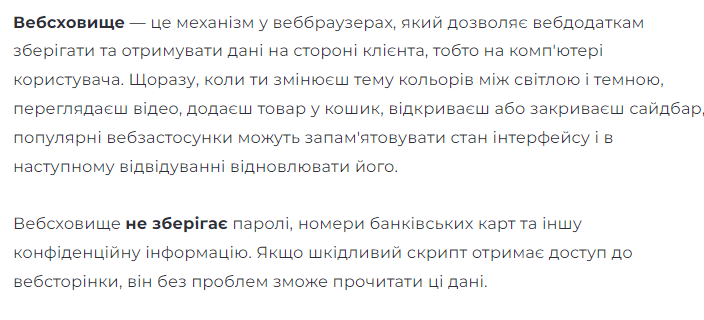 Вебсховище — це механізм у веббраузерах, який дозволяє вебдодаткам
зберігати та отримувати дані на стороні клієнта, тобто на комп'ютері
користувача. Щоразу, коли ти змінюєш тему кольорів між світлою і темною,
переглядаєш відео, додаєш товар у кошик, відкриваєш або закриваєш сайдбар,
популярні вебзастосунки можуть запам'ятовувати стан інтерфейсу і в
наступному відвідуванні відновлювати його.
Вебсховище не зберігає паролі, номери банківських карт та іншу
конфіденційну інформацію. Якщо шкідливий скрипт отримає доступ до
вебсторінки, він без проблем зможе прочитати ці дані.